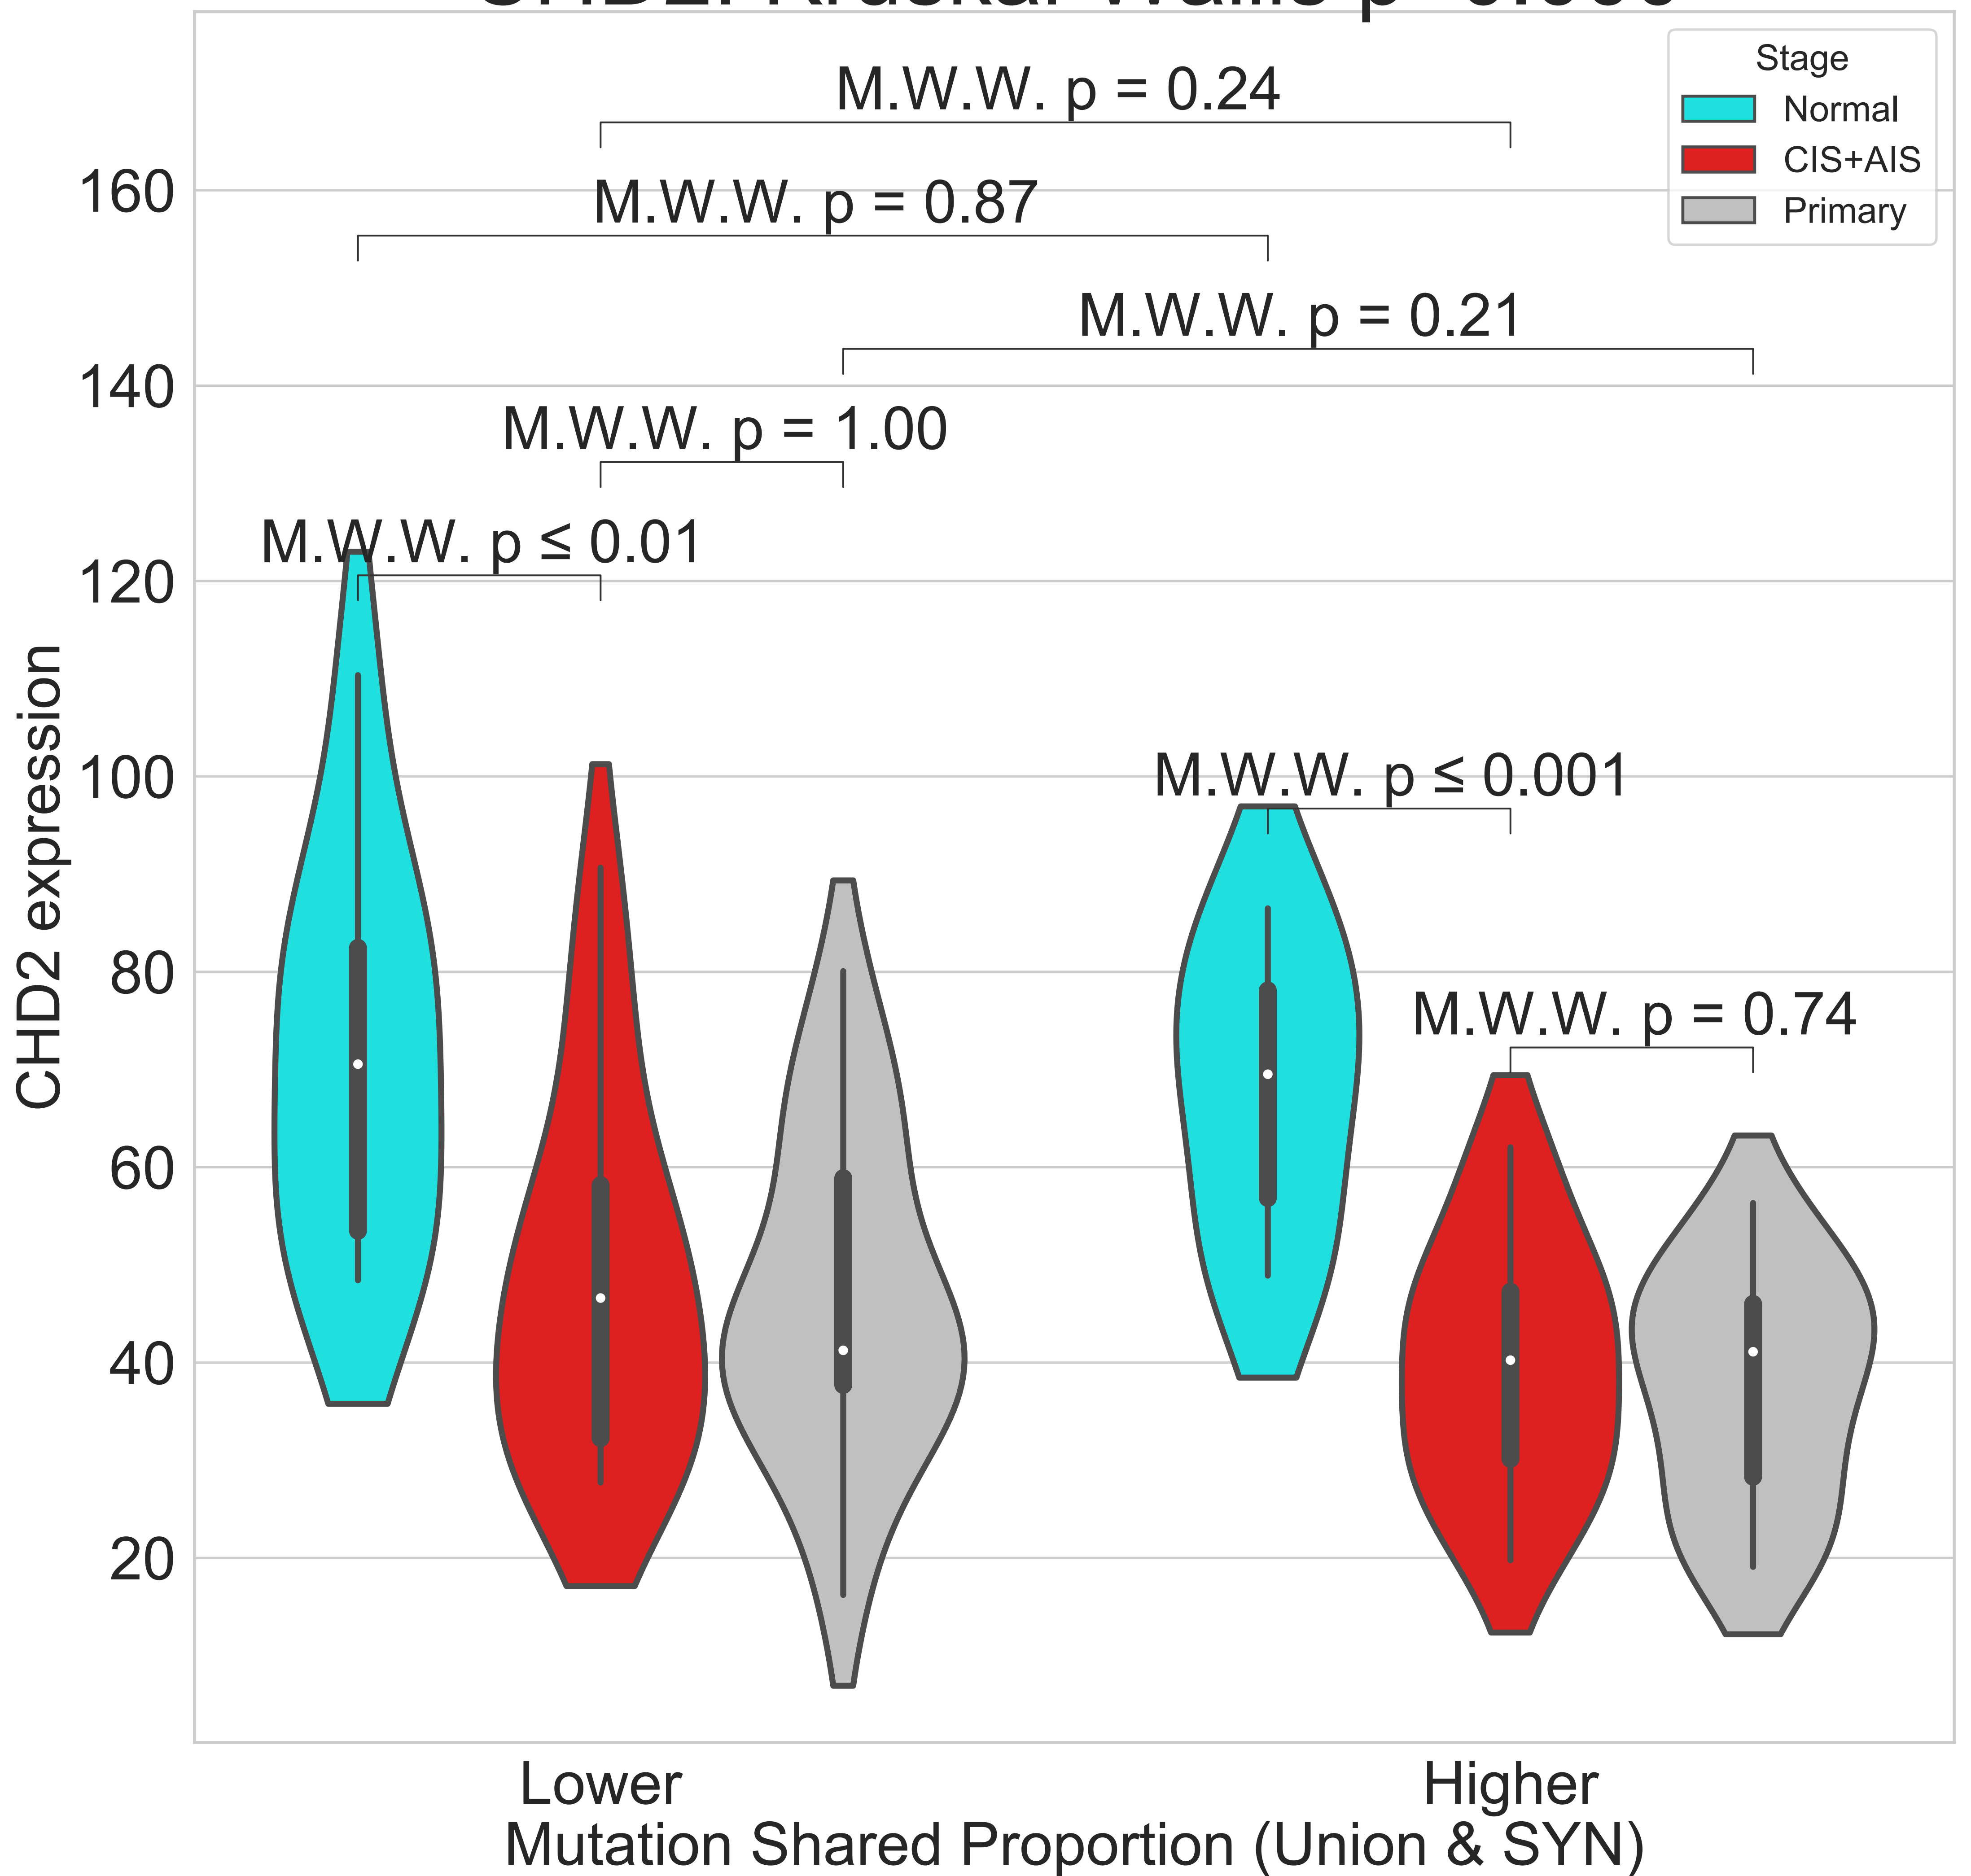 Stage
Normal
CIS+AIS
Primary
M.W.W. p = 0.24
M.W.W. p = 0.87
M.W.W. p = 0.21
M.W.W. p = 1.00
M.W.W. p ≤ 0.01
M.W.W. p ≤ 0.001
M.W.W. p = 0.74
160
140
120
100
80
60
40
20
CHD2 expression
Lower
Higher
Mutation Shared Proportion (Union & SYN)